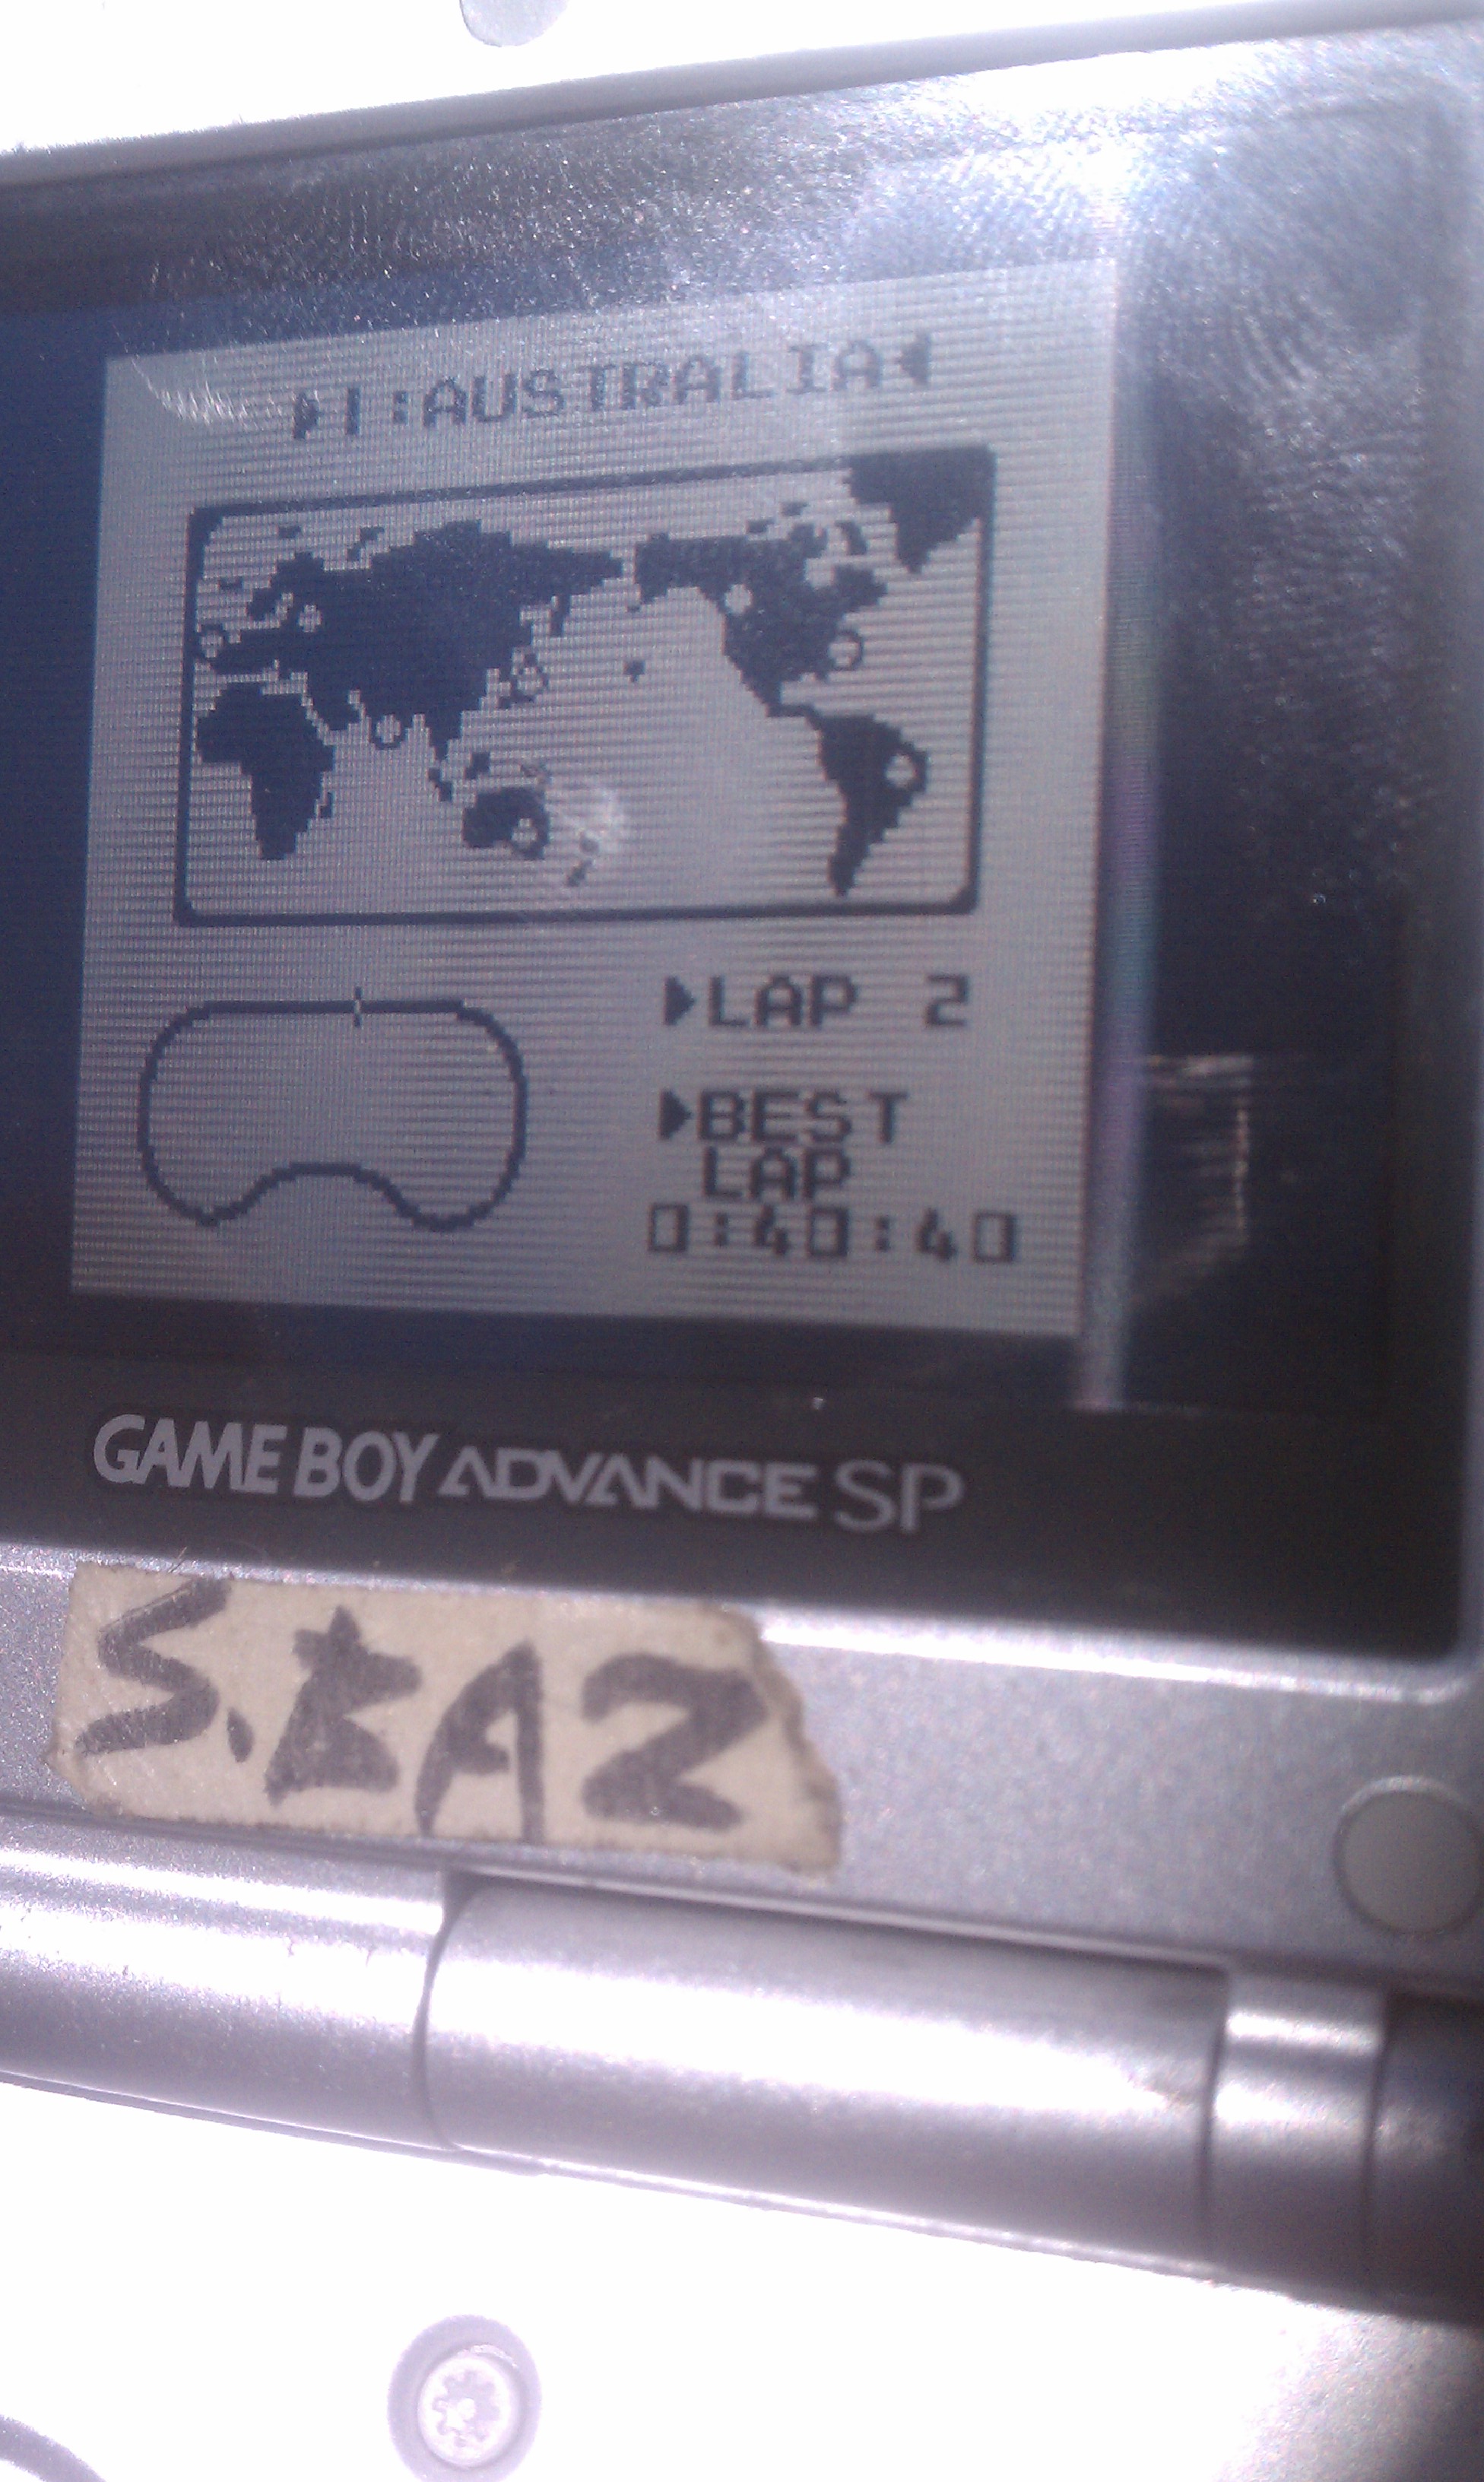 1:AUSTRALIA
LAP 2
BEST
LAP
0:40:40
GAME BOY ADVANCE SP
S.BAZ